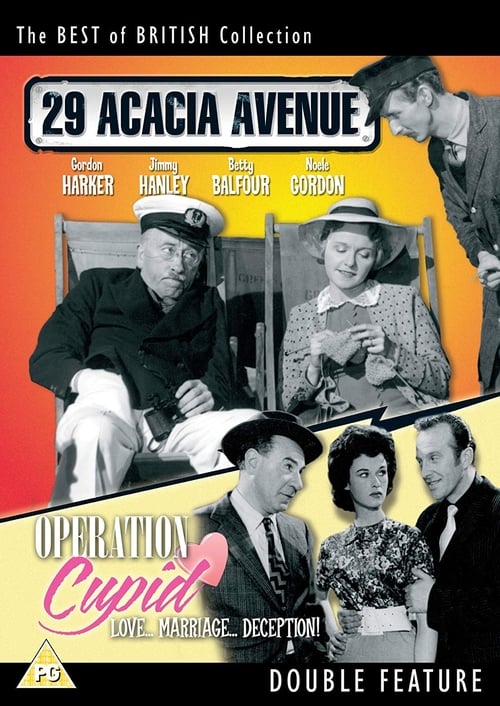 The BEST of BRITISH Collection
29 ACACIA AVENUE
Gordon HARKER
Jimmy HANLEY
Betty BALFOUR
Noele GORDON
OPERATION
Cupid
LOVE... MARRIAGE... DECEPTION!
PG
DOUBLE FEATURE